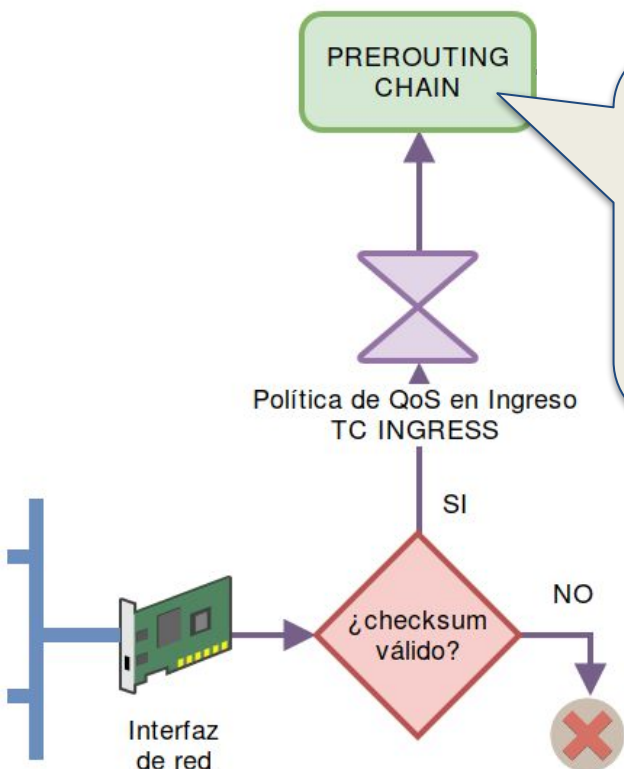 PREROUTING
CHAIN
Política de QoS en Ingreso
TC INGRESS
SI
¿checksum
válido?
NO
Interfaz
de red